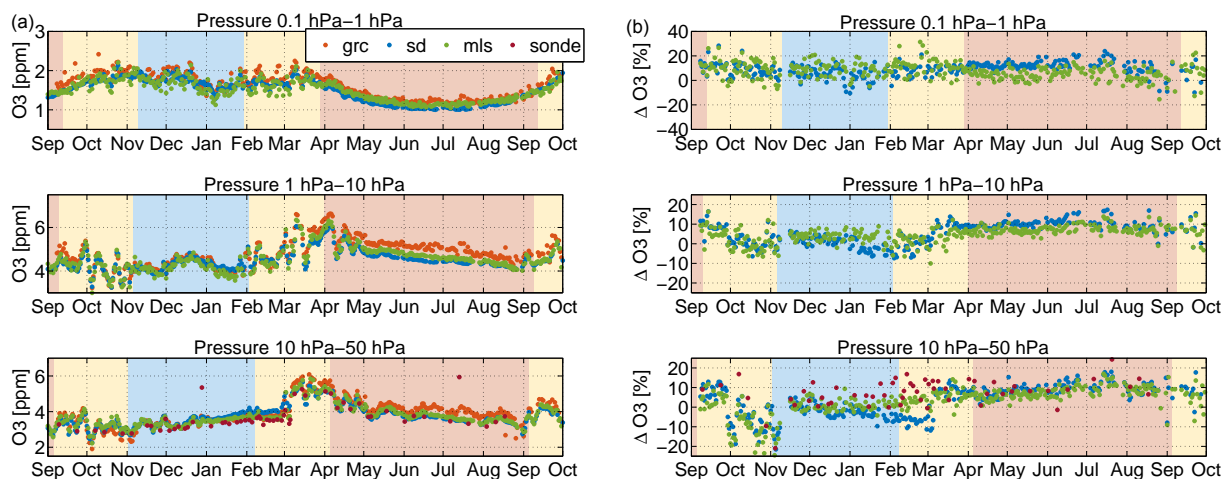 (a)
Pressure 0.1 hPa−1 hPa
grc sd mls sonde
O3 [ppm]
3
2
1
Sep Oct Nov Dec Jan Feb Mar Apr May Jun Jul Aug Sep Oct
Pressure 1 hPa−10 hPa
O3 [ppm]
6
4
Sep Oct Nov Dec Jan Feb Mar Apr May Jun Jul Aug Sep Oct
Pressure 10 hPa−50 hPa
O3 [ppm]
6
4
2
Sep Oct Nov Dec Jan Feb Mar Apr May Jun Jul Aug Sep Oct
(b)
Pressure 0.1 hPa−1 hPa
Δ O3 [%]
40
20
0
−20
−40
Sep Oct Nov Dec Jan Feb Mar Apr May Jun Jul Aug Sep Oct
Pressure 1 hPa−10 hPa
Δ O3 [%]
20
10
0
−10
−20
Sep Oct Nov Dec Jan Feb Mar Apr May Jun Jul Aug Sep Oct
Pressure 10 hPa−50 hPa
Δ O3 [%]
20
10
0
−10
−20
Sep Oct Nov Dec Jan Feb Mar Apr May Jun Jul Aug Sep Oct